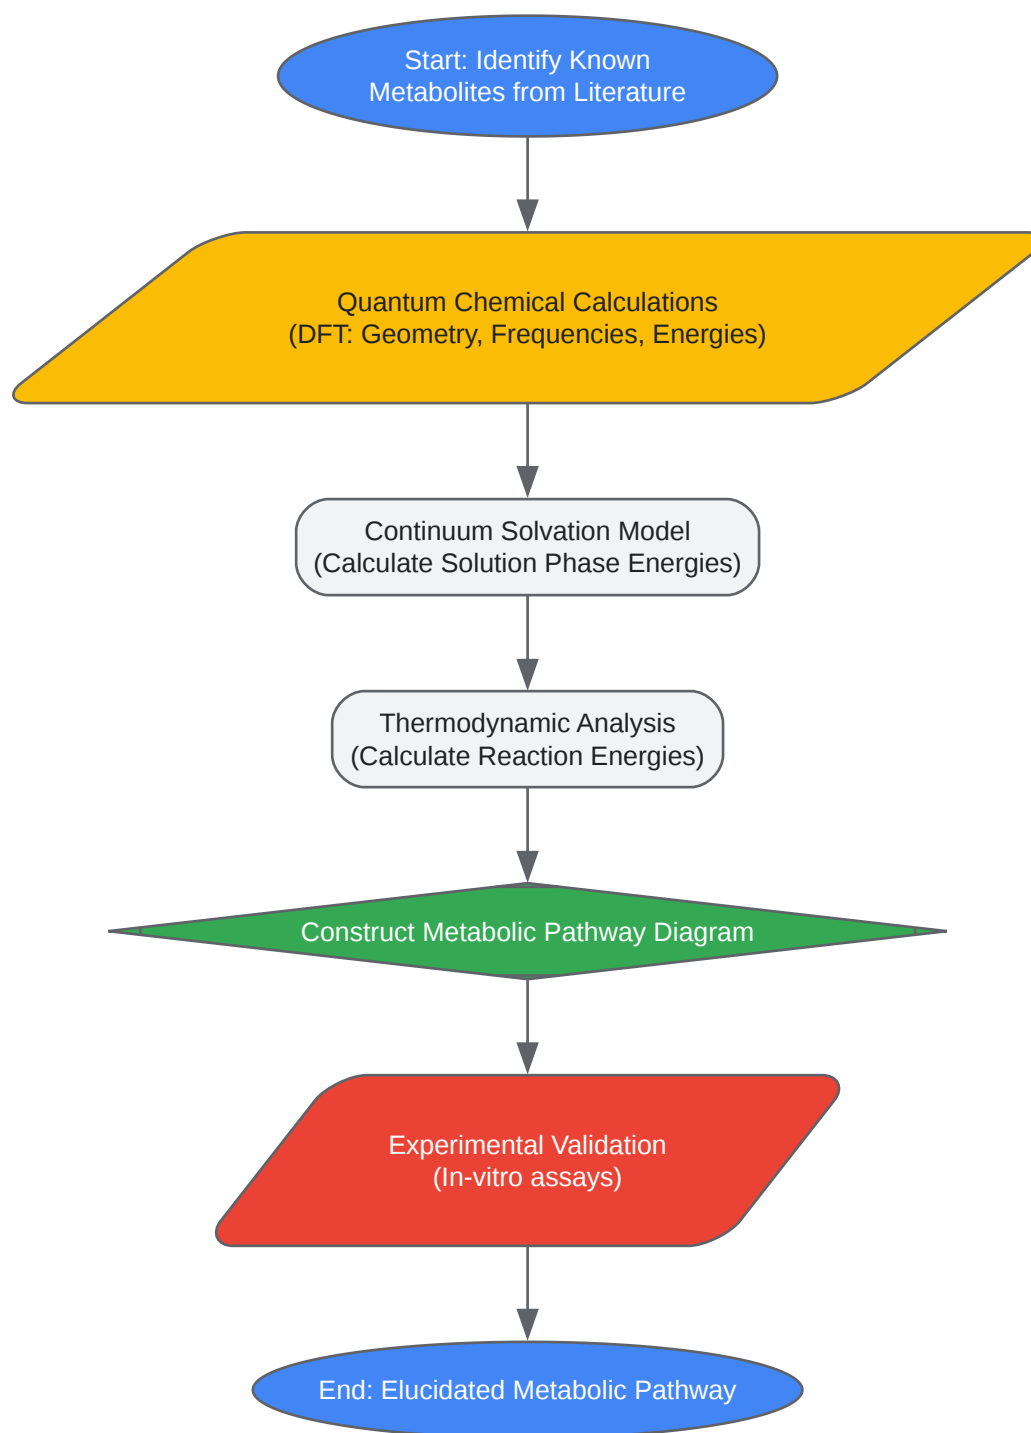 Start: Identify Known
Metabolites from Literature
Quantum Chemical Calculations
(DFT: Geometry, Frequencies, Energies)
Continuum Solvation Model
(Calculate Solution Phase Energies)
Thermodynamic Analysis
(Calculate Reaction Energies)
Construct Metabolic Pathway Diagram
Experimental Validation
(In-vitro assays)
End: Elucidated Metabolic Pathway